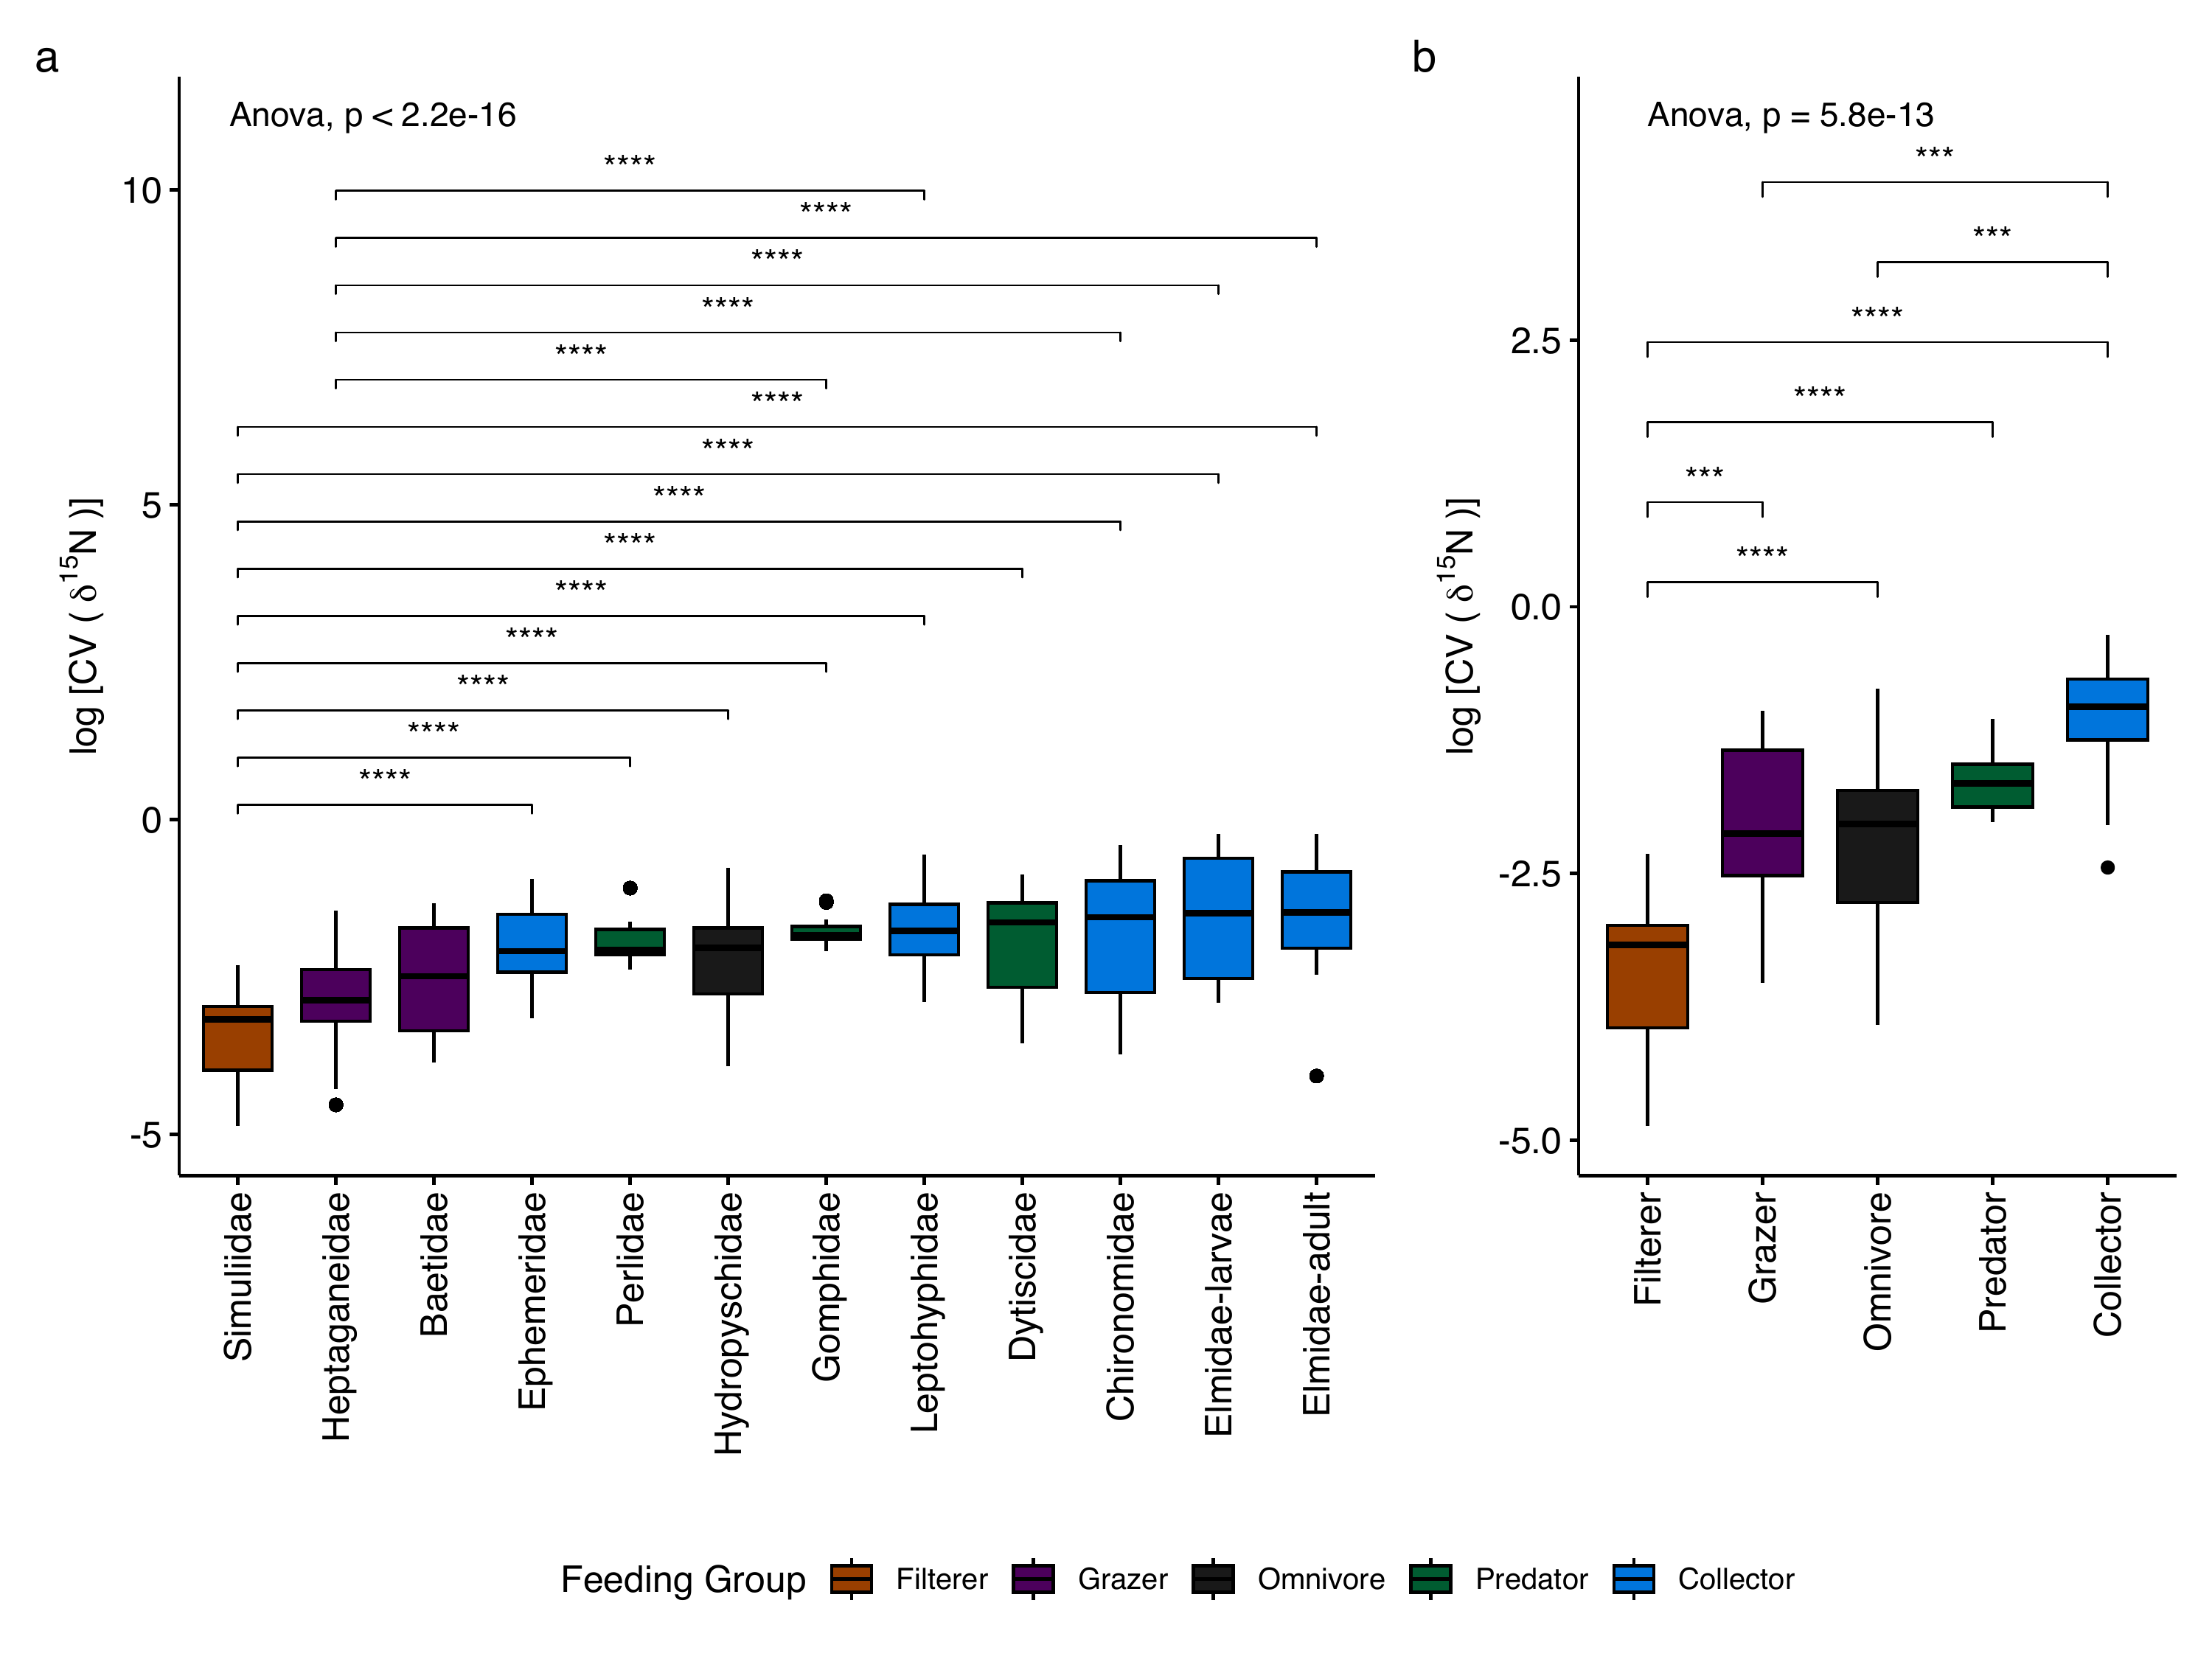 a
Anova, p < 2.2e-16
****
****
****
****
****
****
****
****
****
****
****
****
****
****
10
5
0
-5
log [CV ( δ15N )]
Simuliidae
Heptaganeidae
Baetidae
Ephemeridae
Perlidae
Hydropyschidae
Gomphidae
Leptohyphidae
Dytiscidae
Chironomidae
Elmidae-larvae
Elmidae-adult
b
Anova, p = 5.8e-13
***
***
****
****
***
****
2.5
0.0
-2.5
-5.0
log [CV ( δ15N )]
Filterer
Grazer
Omnivore
Predator
Collector
Feeding Group Filterer Grazer Omnivore Predator Collector